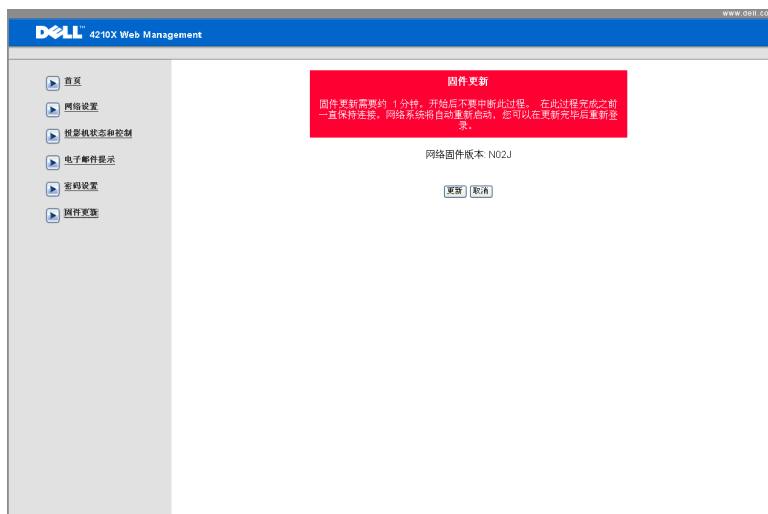 www.dell.co
DELL™ 4210X Web Management
首页
网络设置
投影机状态和控制
电子邮件提示
密码设置
固件更新
固件更新
固件更新需要约 1分钟。开始后不要中断此过程。 在此过程完成之前
一直保持连接。网络系统将自动重新启动，您可以在更新完毕后重新登
录。
网络固件版本: N02J
更新 取消